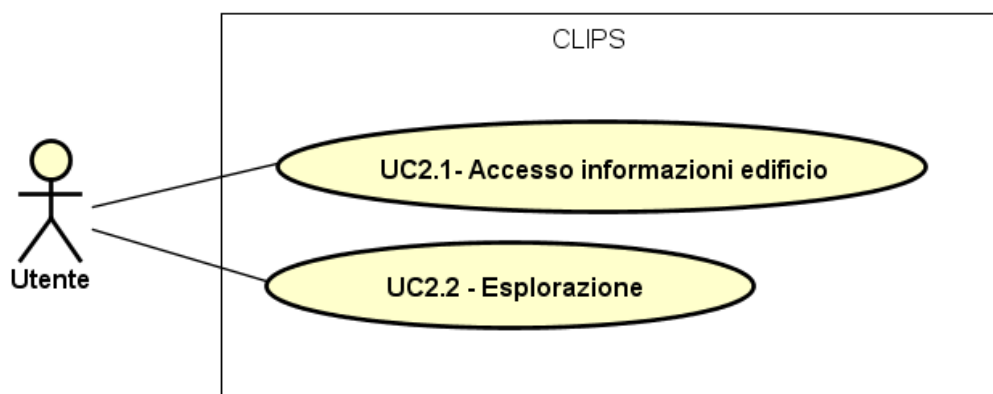 CLIPS
UC2.1- Accesso informazioni edificio
Utente
UC2.2 - Esplorazione